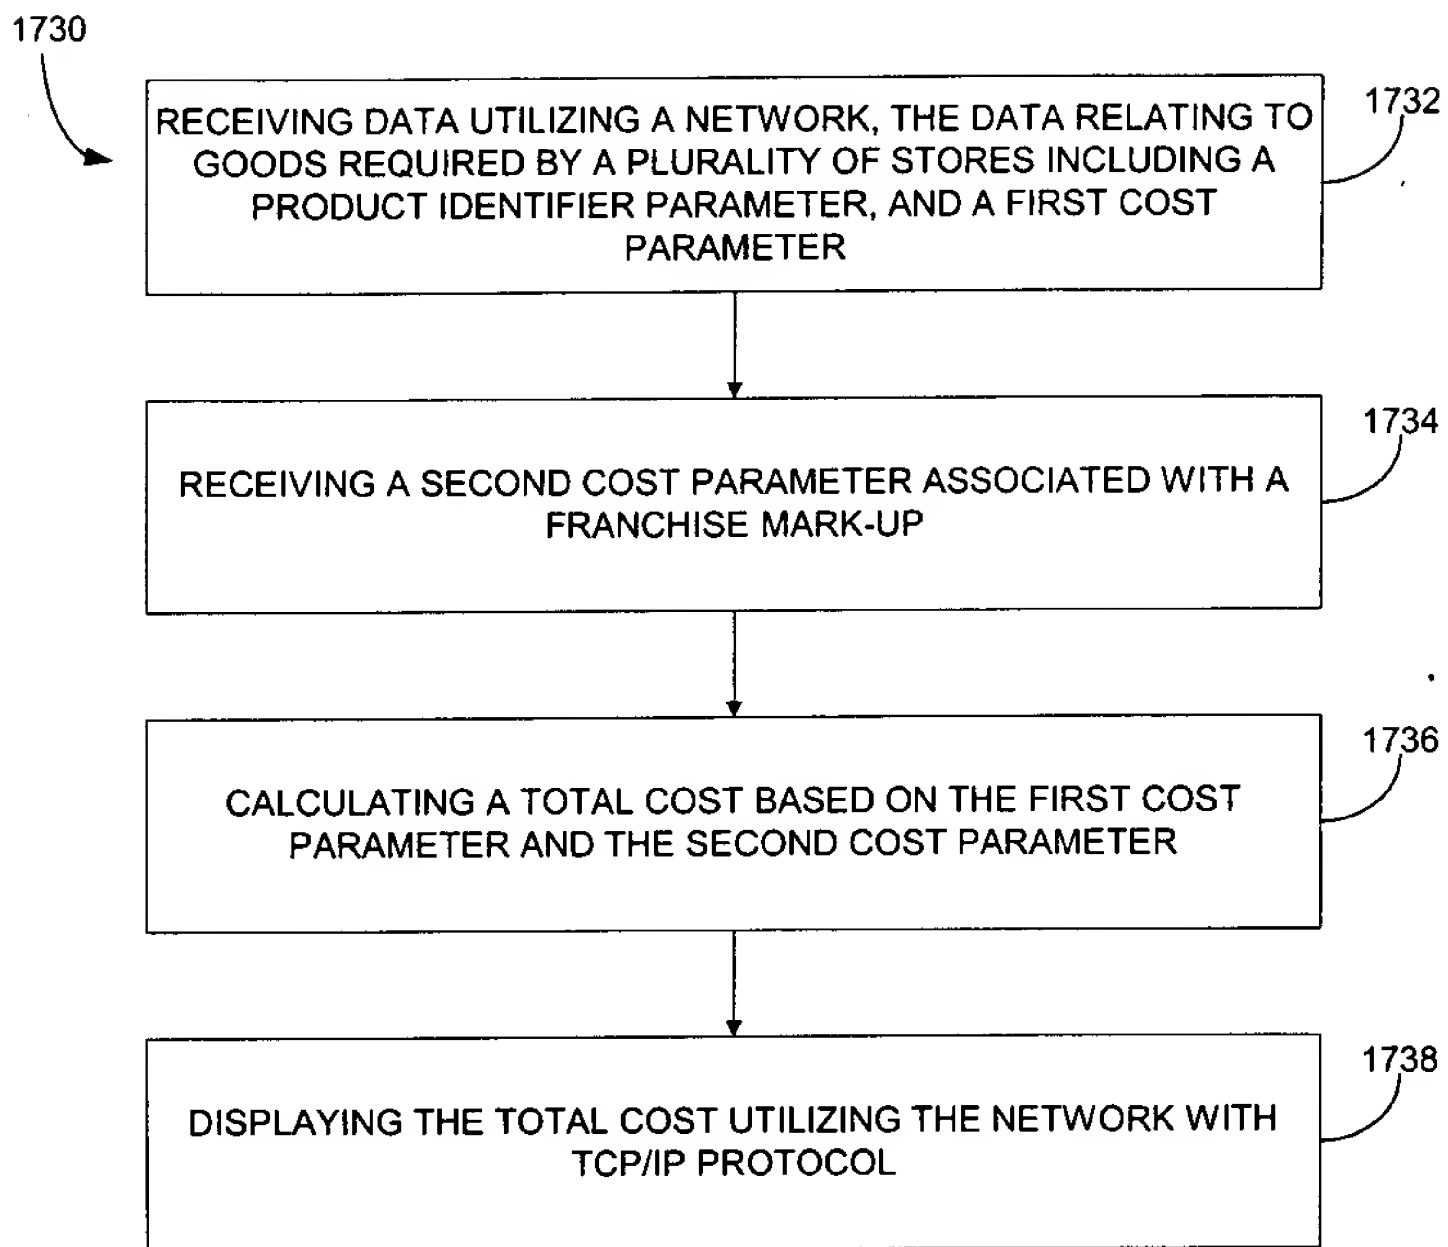 1730
RECEIVING DATA UTILIZING A NETWORK, THE DATA RELATING TO
GOODS REQUIRED BY A PLURALITY OF STORES INCLUDING A
PRODUCT IDENTIFIER PARAMETER, AND A FIRST COST
PARAMETER
1732
RECEIVING A SECOND COST PARAMETER ASSOCIATED WITH A
FRANCHISE MARK-UP
1734
CALCULATING A TOTAL COST BASED ON THE FIRST COST
PARAMETER AND THE SECOND COST PARAMETER
1736
DISPLAYING THE TOTAL COST UTILIZING THE NETWORK WITH
TCP/IP PROTOCOL
1738